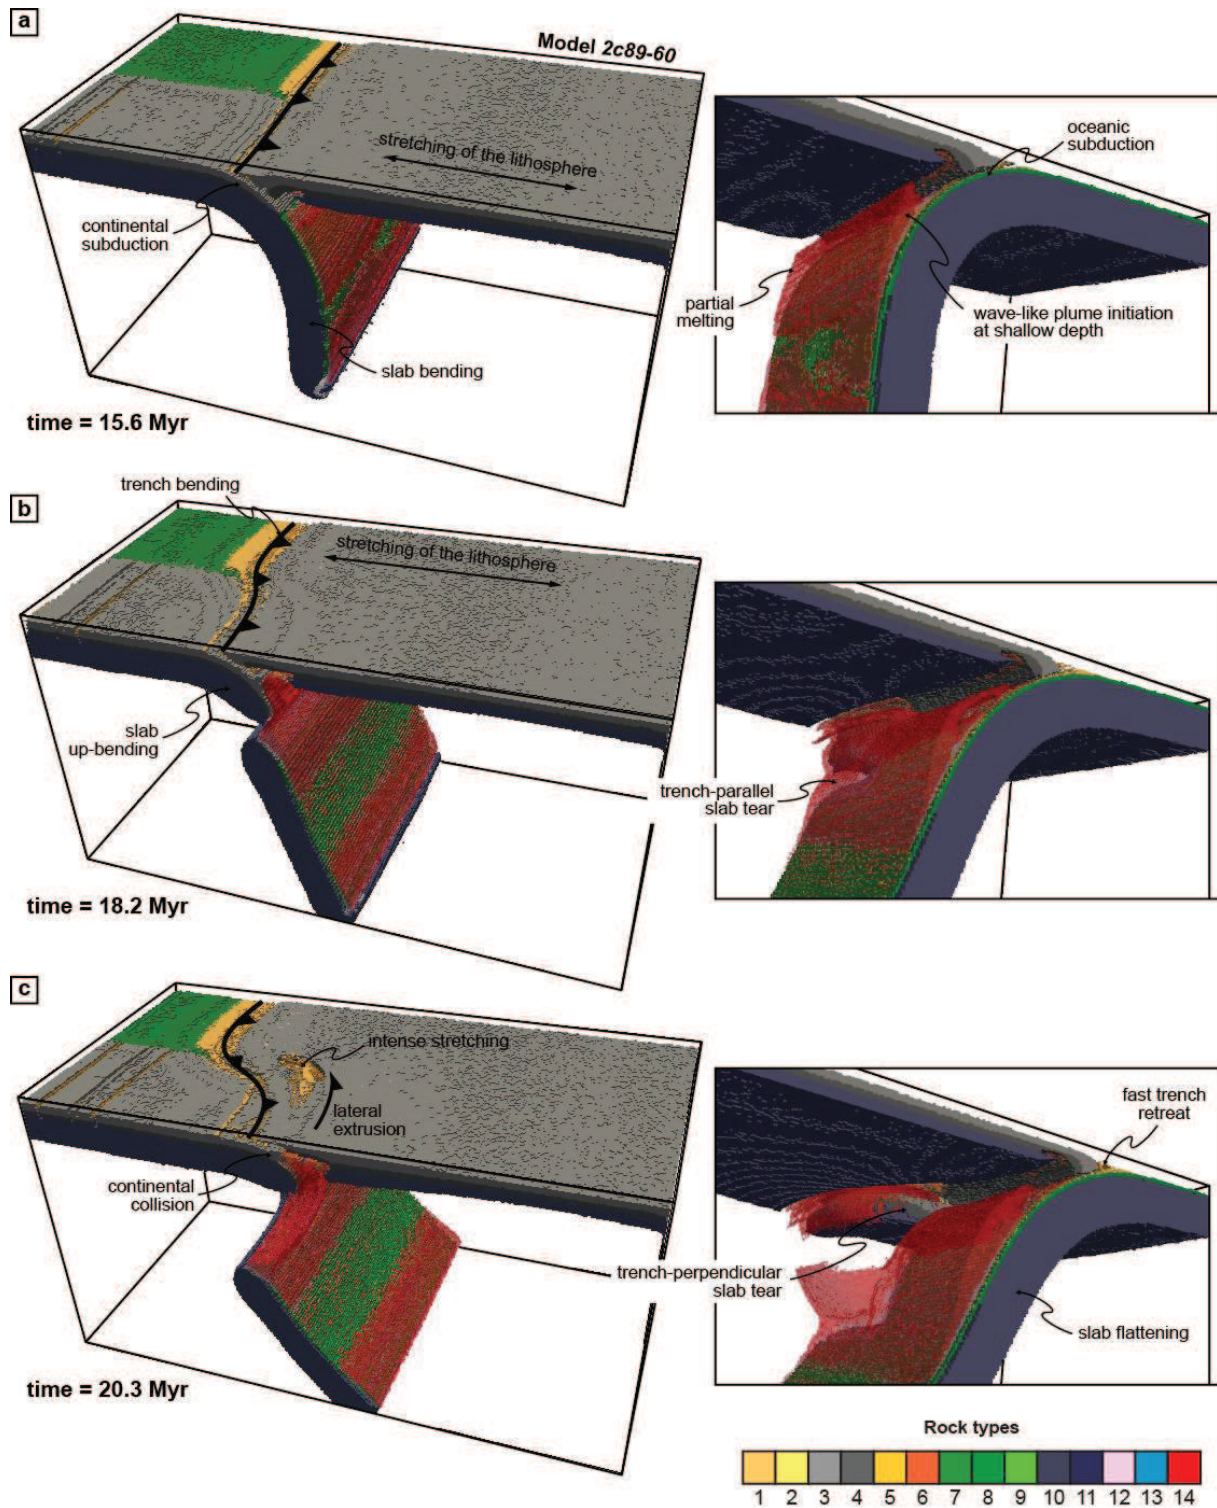 a
Model 2c89-60
stretching of the lithosphere
continental
subduction
slab bending
time = 15.6 Myr
oceanic
subduction
partial
melting
wave-like plume initiation
at shallow depth
b
trench bending
stretching of the lithosphere
slab
up-bending
time = 18.2 Myr
trench-parallel
slab tear
c
intense stretching
lateral
extrusion
continental
collision
time = 20.3 Myr
fast trench
retreat
trench-perpendicular
slab tear
slab flattening
Rock types
1 2 3 4 5 6 7 8 9 10 11 12 13 14